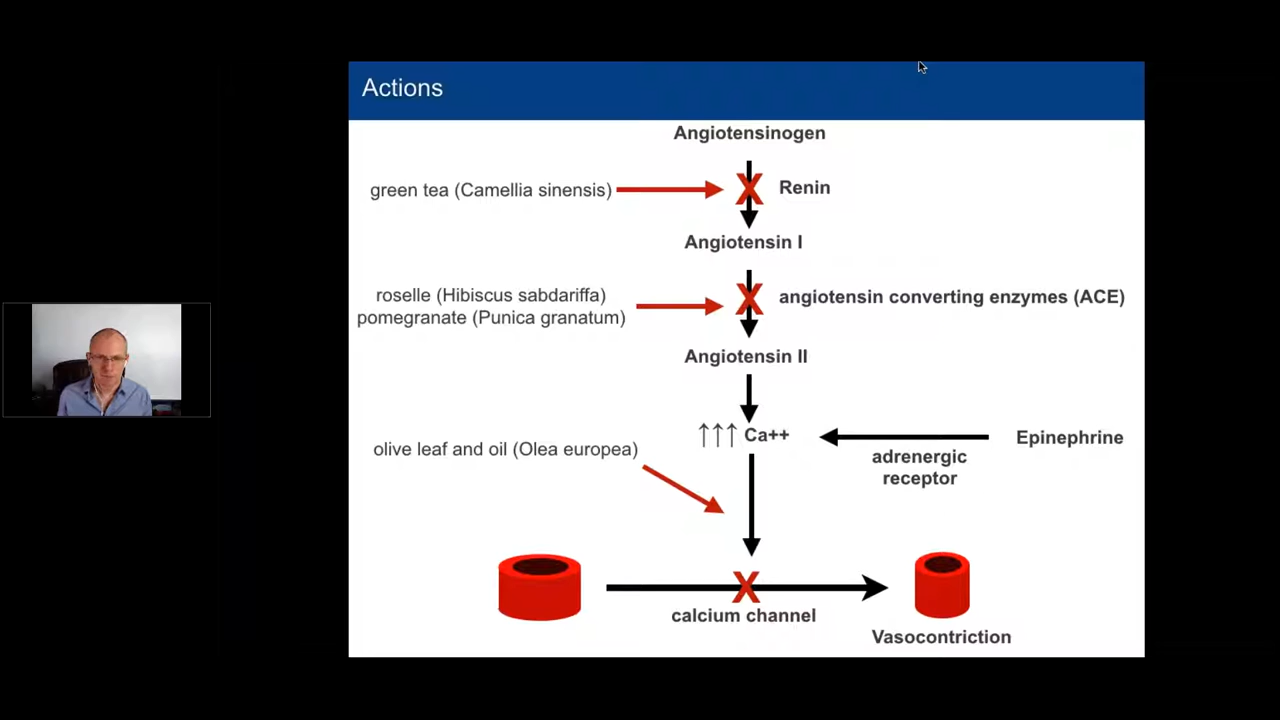 Actions
Angiotensinogen
green tea (Camellia sinensis)
X
Renin
Angiotensin I
roselle (Hibiscus sabdariffa)
pomegranate (Punica granatum)
X
angiotensin converting enzymes (ACE)
Angiotensin II
↑↑↑ Ca++
Epinephrine
adrenergic
receptor
olive leaf and oil (Olea europea)
X
calcium channel
Vasocontriction